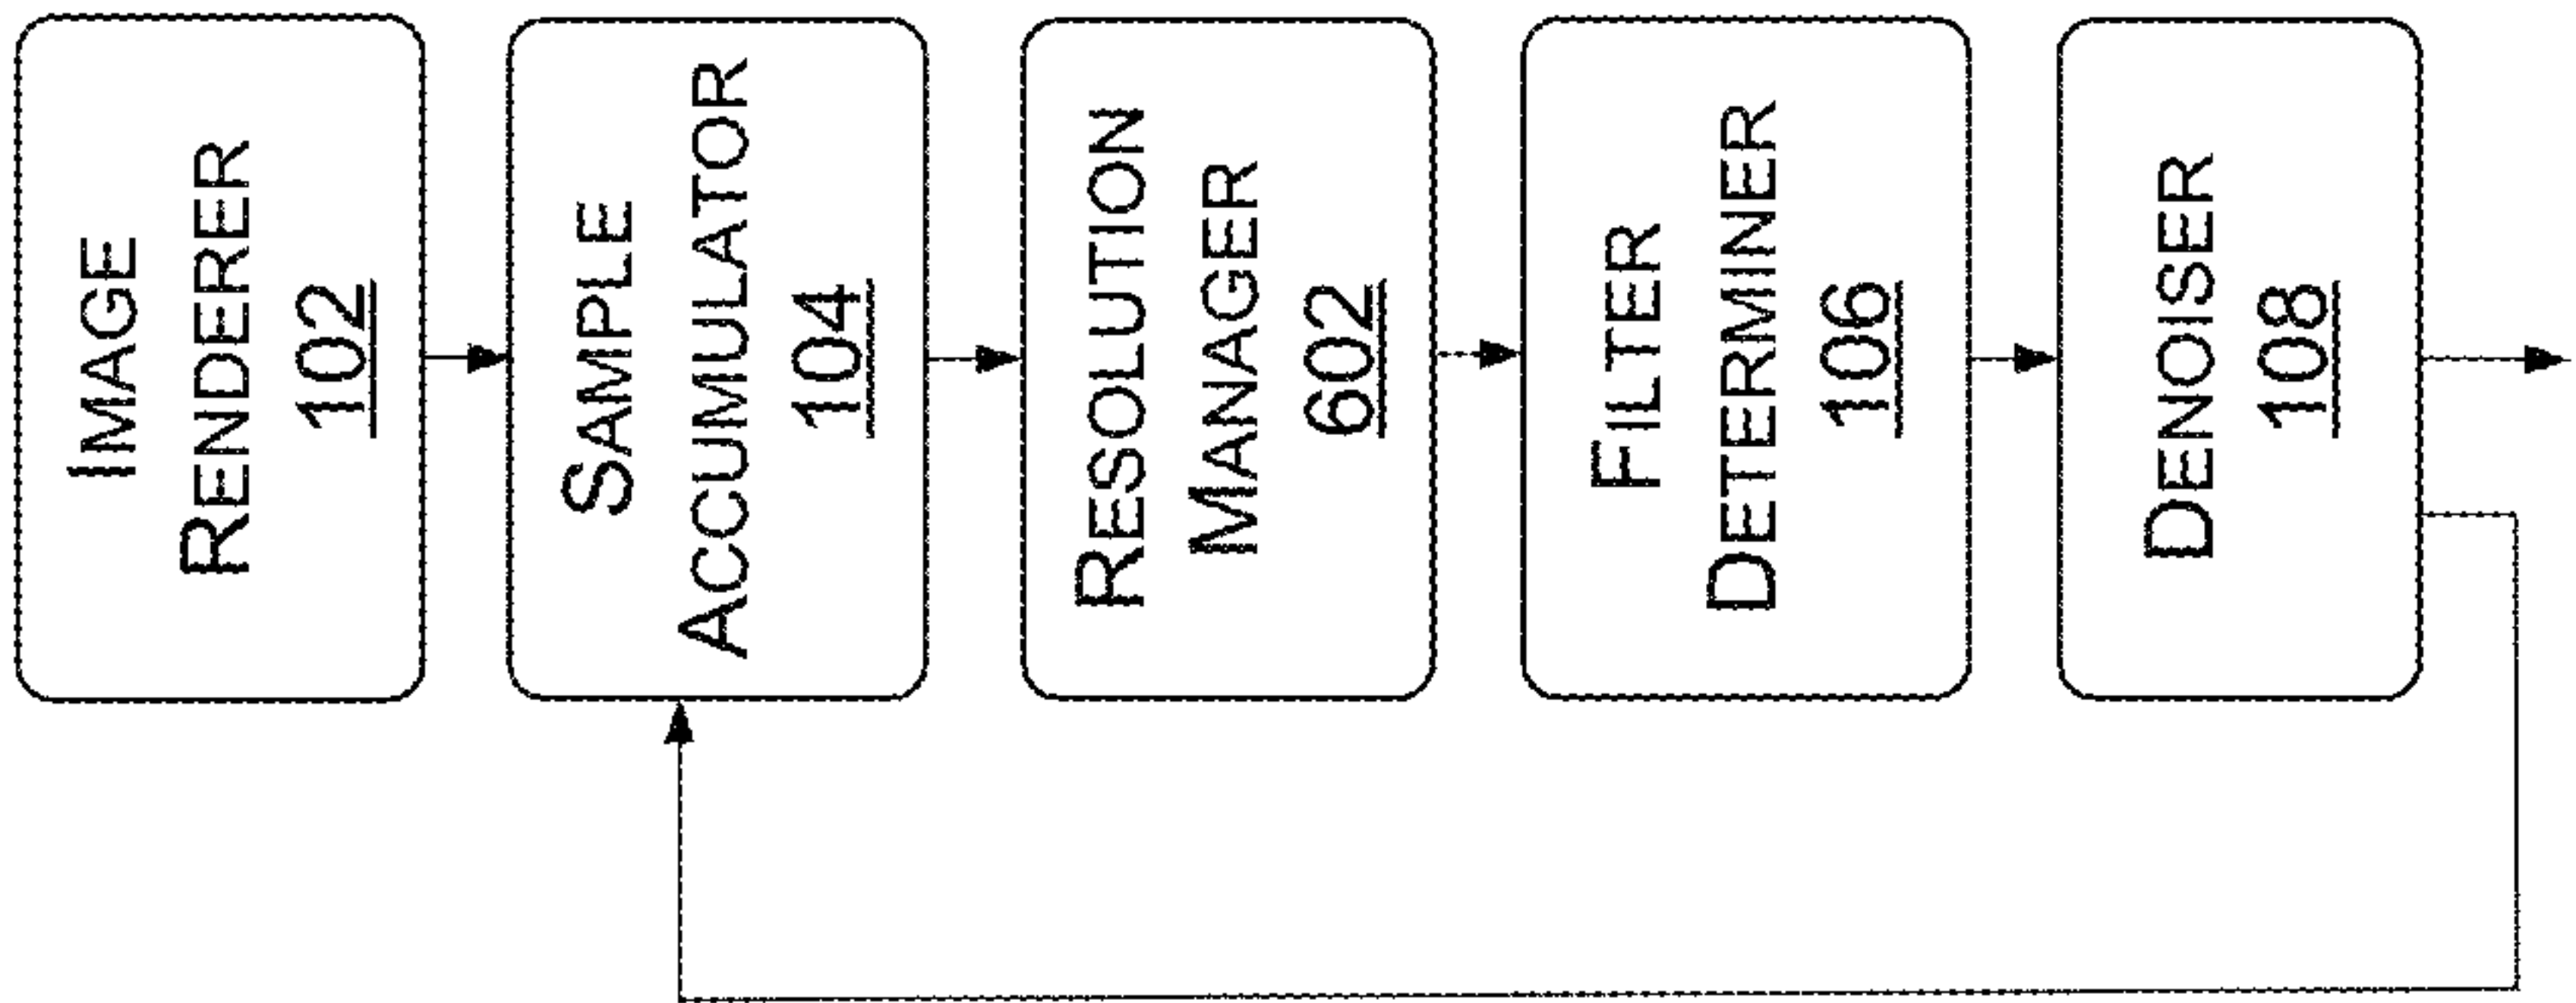 IMAGE
RENDERER
102
SAMPLE
ACCUMULATOR
104
RESOLUTION
MANAGER
602
FILTER
DETERMINER
106
DENOISER
108